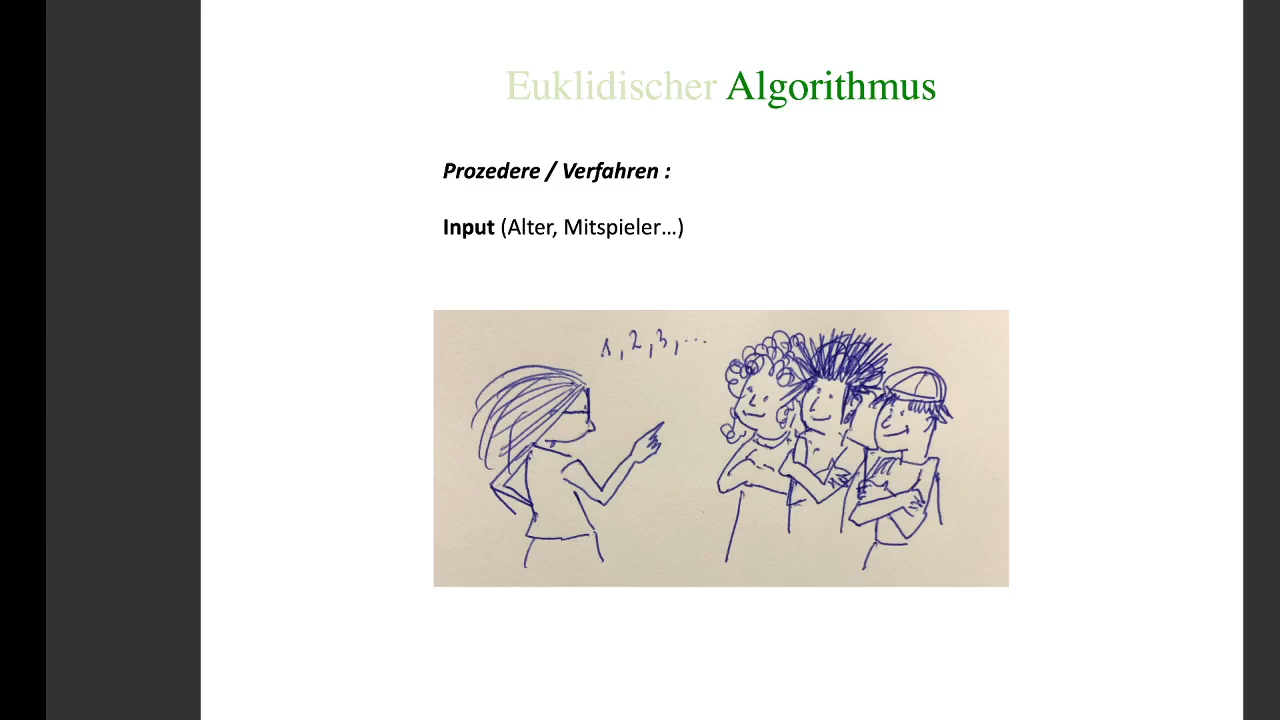 Euklidischer Algorithmus
Prozedere / Verfahren :
Input (Alter, Mitspieler...)
1, 2, 3, ...